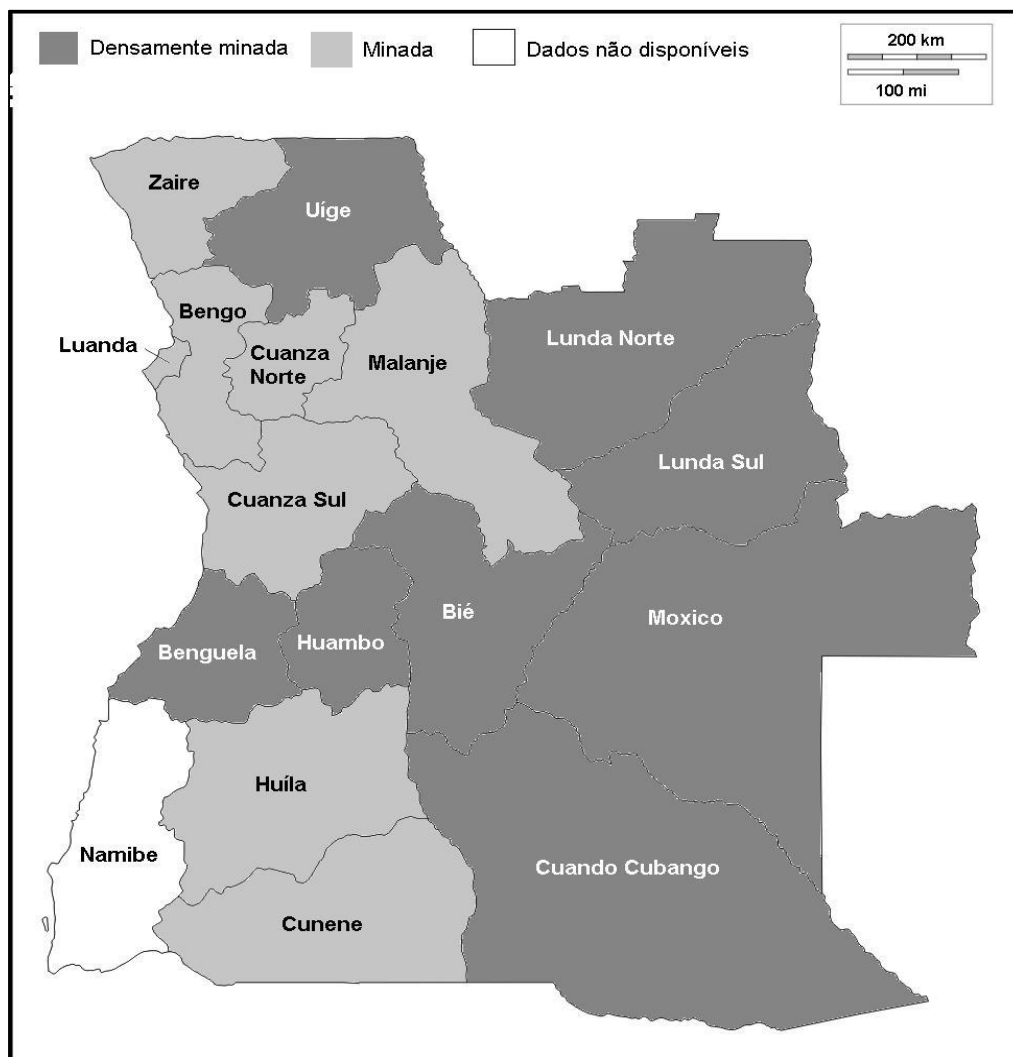 Densamente minada
Minada
Dados não disponíveis
200 km
100 mi
Zaire
Uíge
Bengo
Luanda
Cuanza
Norte
Malanje
Lunda Norte
Lunda Sul
Cuanza Sul
Bié
Moxico
Huambo
Benguela
Huíla
Namibe
Cuando Cubango
Cunene